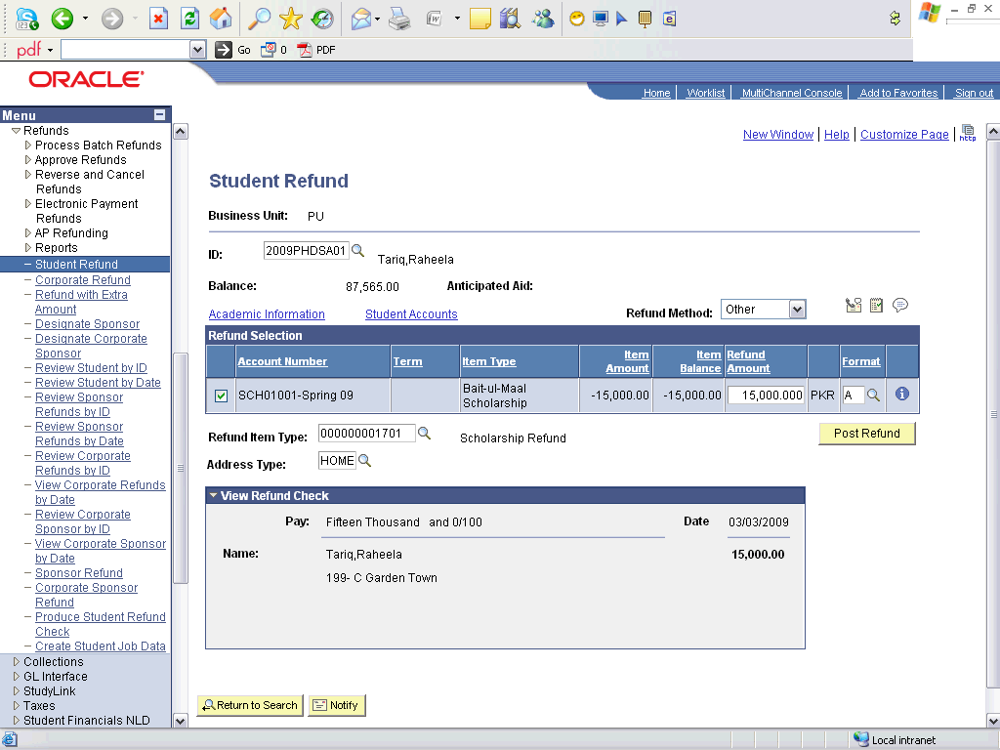 pdf
Go
0
PDF
ORACLE
Home
Worklist
MultiChannel Console
Add to Favorites
Sign out
Menu
Refunds
Process Batch Refunds
Approve Refunds
Reverse and Cancel
Refunds
Electronic Payment
Refunds
AP Refunding
Reports
Student Refund
Corporate Refund
Refund with Extra
Amount
Designate Sponsor
Designate Corporate
Sponsor
Review Student by ID
Review Student by Date
Review Sponsor
Refunds by ID
Review Sponsor
Refunds by Date
Review Corporate
Refunds by ID
View Corporate Refunds
by Date
Review Corporate
Sponsor by ID
View Corporate Sponsor
by Date
Sponsor Refund
Corporate Sponsor
Refund
Produce Student Refund
Check
Create Student Job Data
Collections
GL Interface
StudyLink
Taxes
Student Financials NLD
New Window
Help
Customize Page
http
Student Refund
Business Unit: PU
ID: 2009PHDSA01 Tariq,Raheela
Balance: 87,565.00 Anticipated Aid:
Academic Information Student Accounts Refund Method: Other
Refund Selection
Account Number Term Item Type Item Amount Item Balance Refund Amount Format
SCH01001-Spring 09 Bait-ul-Maal Scholarship -15,000.00 -15,000.00 15,000.000 PKR A
Refund Item Type: 000000001701 Scholarship Refund
Post Refund
Address Type: HOME
View Refund Check
Pay: Fifteen Thousand and 0/100 Date 03/03/2009
Name: Tariq,Raheela 15,000.00
199- C Garden Town
Return to Search
Notify
Local intranet